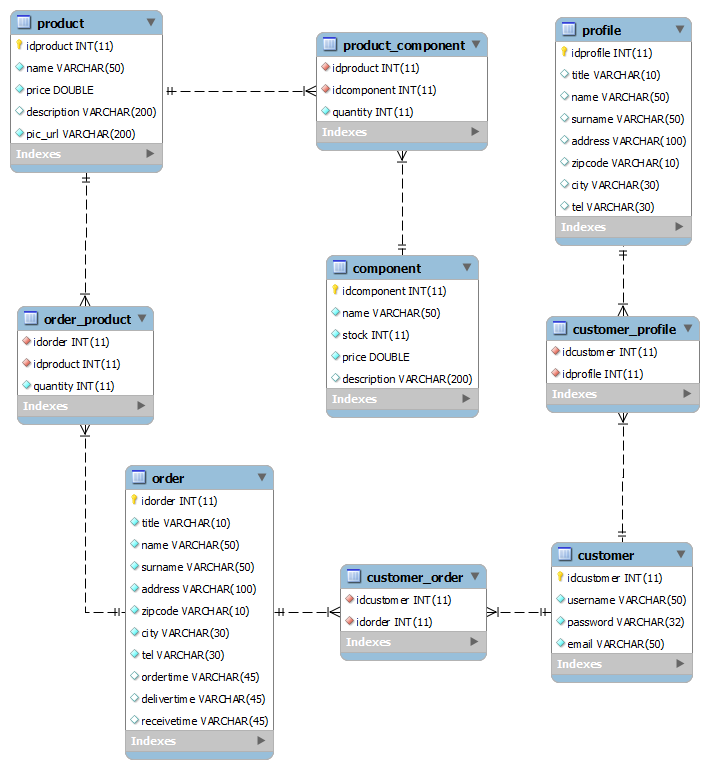 product
idproduct INT(11)
name VARCHAR(50)
price DOUBLE
description VARCHAR(200)
pic_url VARCHAR(200)
Indexes
product_component
idproduct INT(11)
idcomponent INT(11)
quantity INT(11)
Indexes
profile
idprofile INT(11)
title VARCHAR(10)
name VARCHAR(50)
surname VARCHAR(50)
address VARCHAR(100)
zipcode VARCHAR(10)
city VARCHAR(30)
tel VARCHAR(30)
Indexes
component
idcomponent INT(11)
name VARCHAR(50)
stock INT(11)
price DOUBLE
description VARCHAR(200)
Indexes
order_product
idorder INT(11)
idproduct INT(11)
quantity INT(11)
Indexes
customer_profile
idcustomer INT(11)
idprofile INT(11)
Indexes
order
idorder INT(11)
title VARCHAR(10)
name VARCHAR(50)
surname VARCHAR(50)
address VARCHAR(100)
zipcode VARCHAR(10)
city VARCHAR(30)
tel VARCHAR(30)
ordertime VARCHAR(45)
delivertime VARCHAR(45)
receivetime VARCHAR(45)
Indexes
customer_order
idcustomer INT(11)
idorder INT(11)
Indexes
customer
idcustomer INT(11)
username VARCHAR(50)
password VARCHAR(32)
email VARCHAR(50)
Indexes